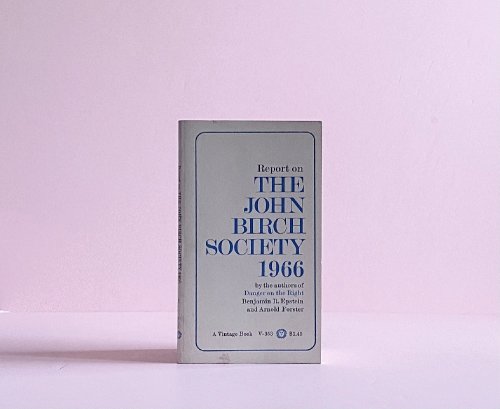 Report on
THE
JOHN
BIRCH
SOCIETY
1966
by the authors of
Danger on the Right
Benjamin R. Epstein
and Arnold Forster
A Vintage Book V-363 $1.45